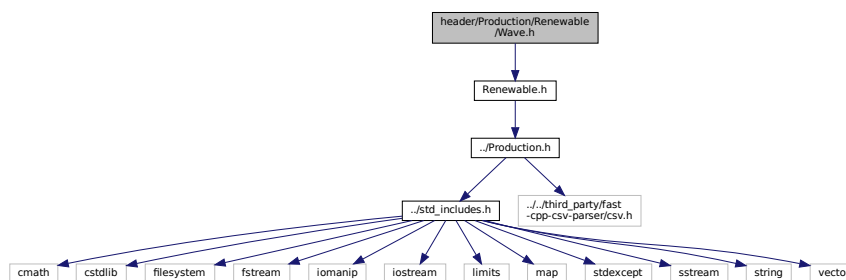 header/Production/Renewable
/Wave.h
Renewable.h
../Production.h
../std_includes.h
../../third_party/fast
-cpp-csv-parser/csv.h
cmath
cstdlib
filesystem
fstream
iomanip
iostream
limits
map
stdexcept
sstream
string
vecto